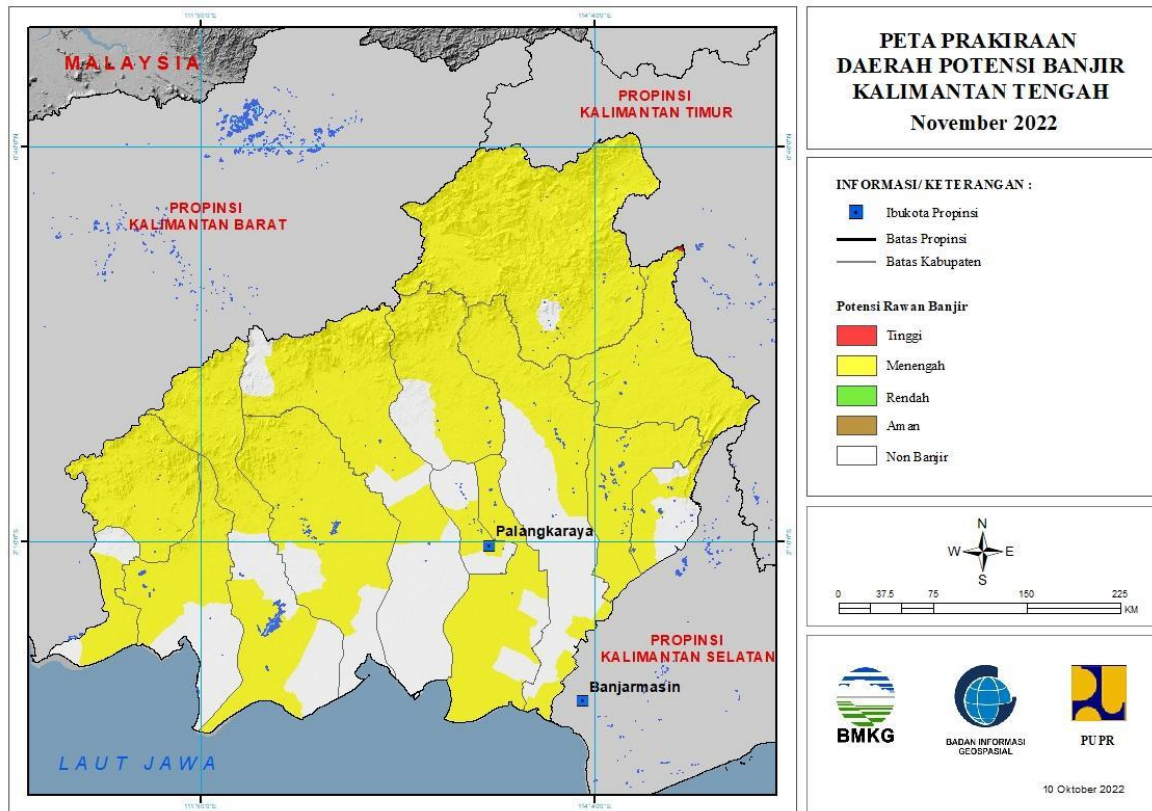 PETA PRAKIRAAN
DAERAH POTENSI BANJIR
KALIMANTAN TENGAH
November 2022
MALAYSIA
PROPINSI
KALIMANTAN TIMUR
PROPINSI
KALIMANTAN BARAT
Palangkaraya
PROPINSI
KALIMANTAN SELATAN
Banjarmasin
LAUT JAWA
INFORMASI/KETERANGAN :
Ibukota Propinsi
Batas Propinsi
Batas Kabupaten
Potensi Rawan Banjir
Tinggi
Menengah
Rendah
Aman
Non Banjir
N
W E
S
0 37.5 75 150 225
KM
BMKG
BADAN INFORMASI
GEOSPASIAL
PUPR
10 Oktober 2022